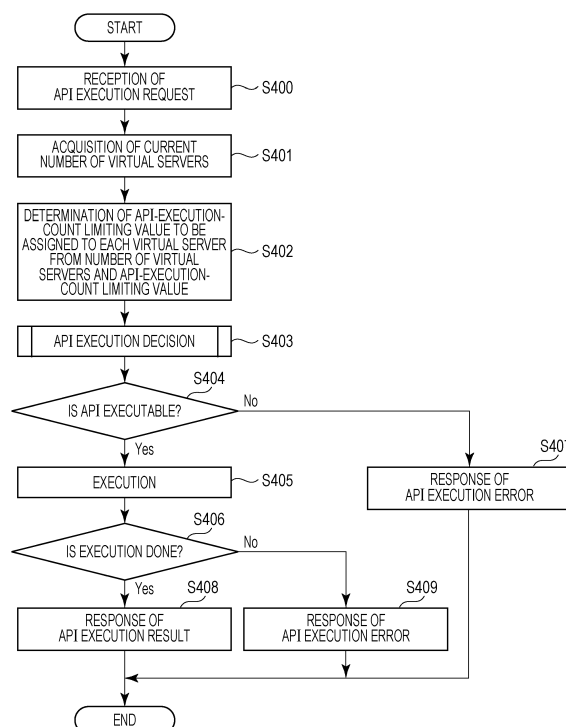 START
RECEPTION OF
API EXECUTION REQUEST
S400
ACQUISITION OF CURRENT
NUMBER OF VIRTUAL SERVERS
S401
DETERMINATION OF API-EXECUTION-
COUNT LIMITING VALUE TO BE
ASSIGNED TO EACH VIRTUAL SERVER
FROM NUMBER OF VIRTUAL
SERVERS AND API-EXECUTION-
COUNT LIMITING VALUE
S402
API EXECUTION DECISION
S403
S404
IS API EXECUTABLE?
No
Yes
S407
RESPONSE OF
API EXECUTION ERROR
EXECUTION
S405
S406
IS EXECUTION DONE?
No
Yes
S408
RESPONSE OF
API EXECUTION RESULT
S409
RESPONSE OF
API EXECUTION ERROR
END